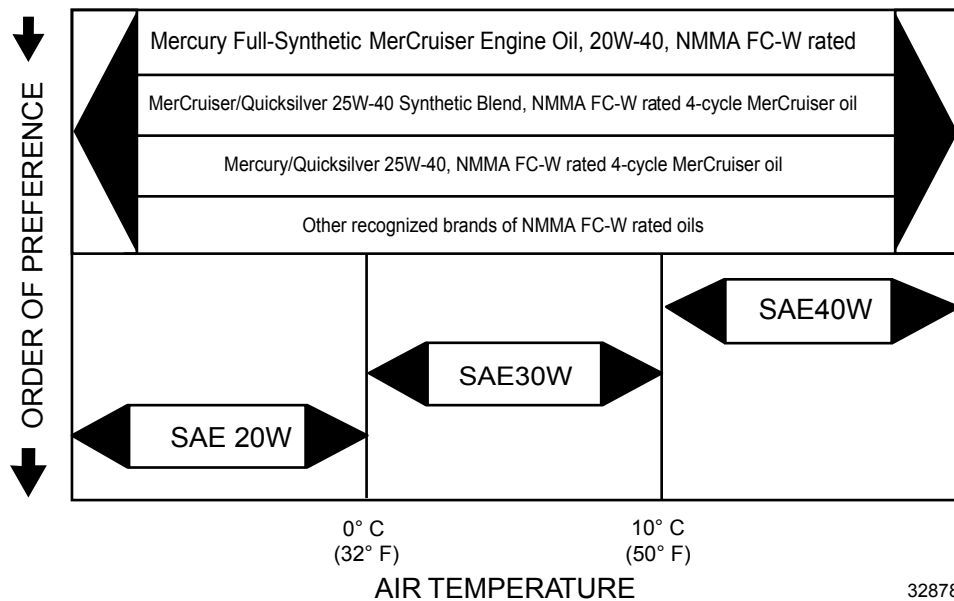 ORDER OF PREFERENCE
Mercury Full-Synthetic MerCruiser Engine Oil, 20W-40, NMMA FC-W rated
MerCruiser/Quicksilver 25W-40 Synthetic Blend, NMMA FC-W rated 4-cycle MerCruiser oil
Mercury/Quicksilver 25W-40, NMMA FC-W rated 4-cycle MerCruiser oil
Other recognized brands of NMMA FC-W rated oils
SAE40W
SAE30W
SAE 20W
0° C
(32° F)
10° C
(50° F)
AIR TEMPERATURE
32878